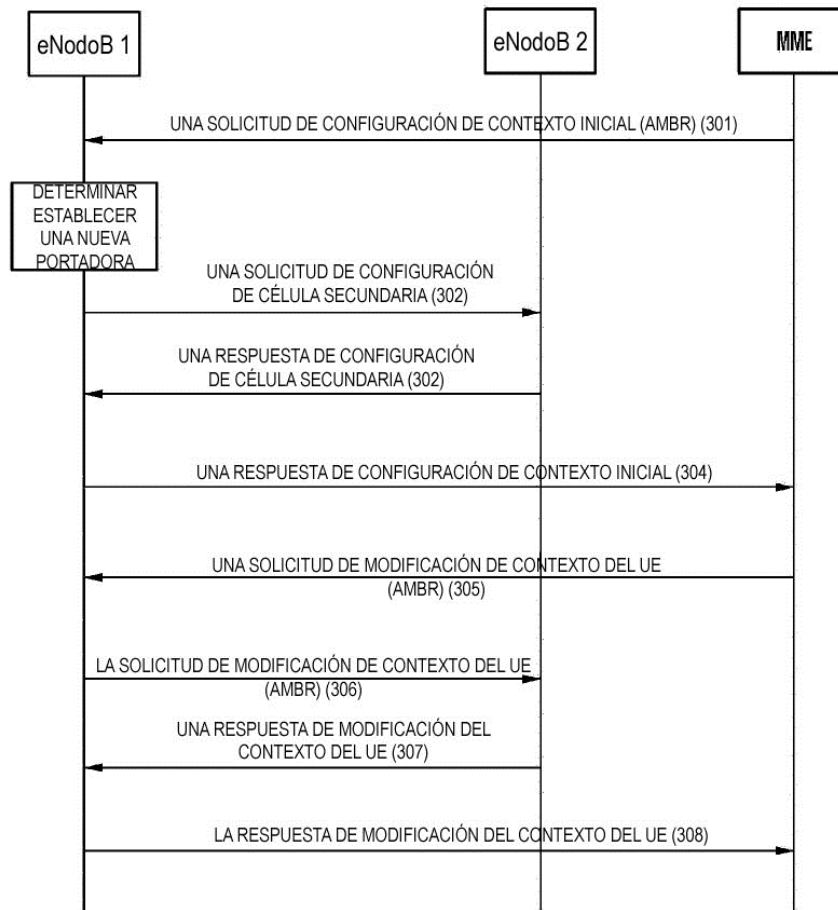 eNodoB 1
eNodoB 2
MME
UNA SOLICITUD DE CONFIGURACIÓN DE CONTEXTO INICIAL (AMBR) (301)
DETERMINAR
ESTABLECER
UNA NUEVA
PORTADORA
UNA SOLICITUD DE CONFIGURACIÓN
DE CÉLULA SECUNDARIA (302)
UNA RESPUESTA DE CONFIGURACIÓN
DE CÉLULA SECUNDARIA (302)
UNA RESPUESTA DE CONFIGURACIÓN DE CONTEXTO INICIAL (304)
UNA SOLICITUD DE MODIFICACIÓN DE CONTEXTO DEL UE
(AMBR) (305)
LA SOLICITUD DE MODIFICACIÓN DE CONTEXTO DEL UE
(AMBR) (306)
UNA RESPUESTA DE MODIFICACIÓN DEL
CONTEXTO DEL UE (307)
LA RESPUESTA DE MODIFICACIÓN DEL CONTEXTO DEL UE (308)